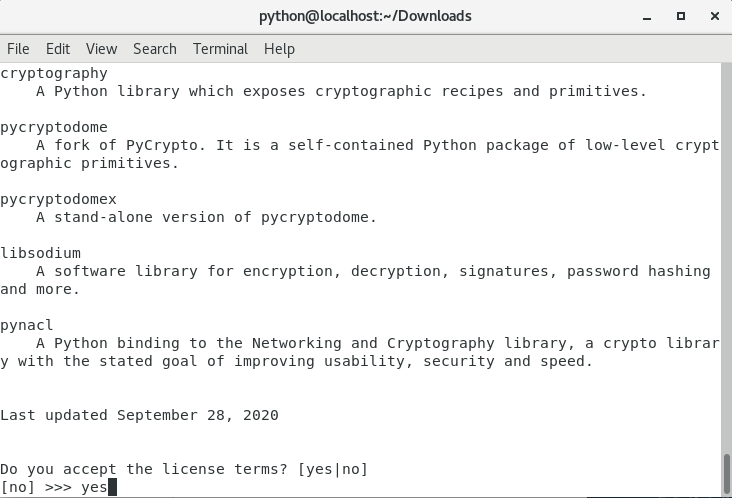 python@localhost:~/Downloads
File Edit View Search Terminal Help
cryptography
    A Python library which exposes cryptographic recipes and primitives.

pycryptodome
    A fork of PyCrypto. It is a self-contained Python package of low-level crypt
ographic primitives.

pycryptodomex
    A stand-alone version of pycryptodome.

libsodium
    A software library for encryption, decryption, signatures, password hashing
and more.

pynacl
    A Python binding to the Networking and Cryptography library, a crypto librar
y with the stated goal of improving usability, security and speed.

Last updated September 28, 2020

Do you accept the license terms? [yes|no]
[no] >>> yes